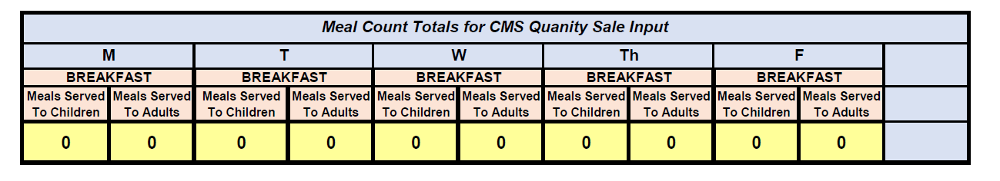 Meal Count Totals for CMS Quanity Sale Input
M T W Th F
BREAKFAST BREAKFAST BREAKFAST BREAKFAST BREAKFAST
Meals Served Meals Served Meals Served Meals Served Meals Served Meals Served Meals Served Meals Served Meals Served Meals Served
To Children To Adults To Children To Adults To Children To Adults To Children To Adults To Children To Adults
0 0 0 0 0 0 0 0 0 0